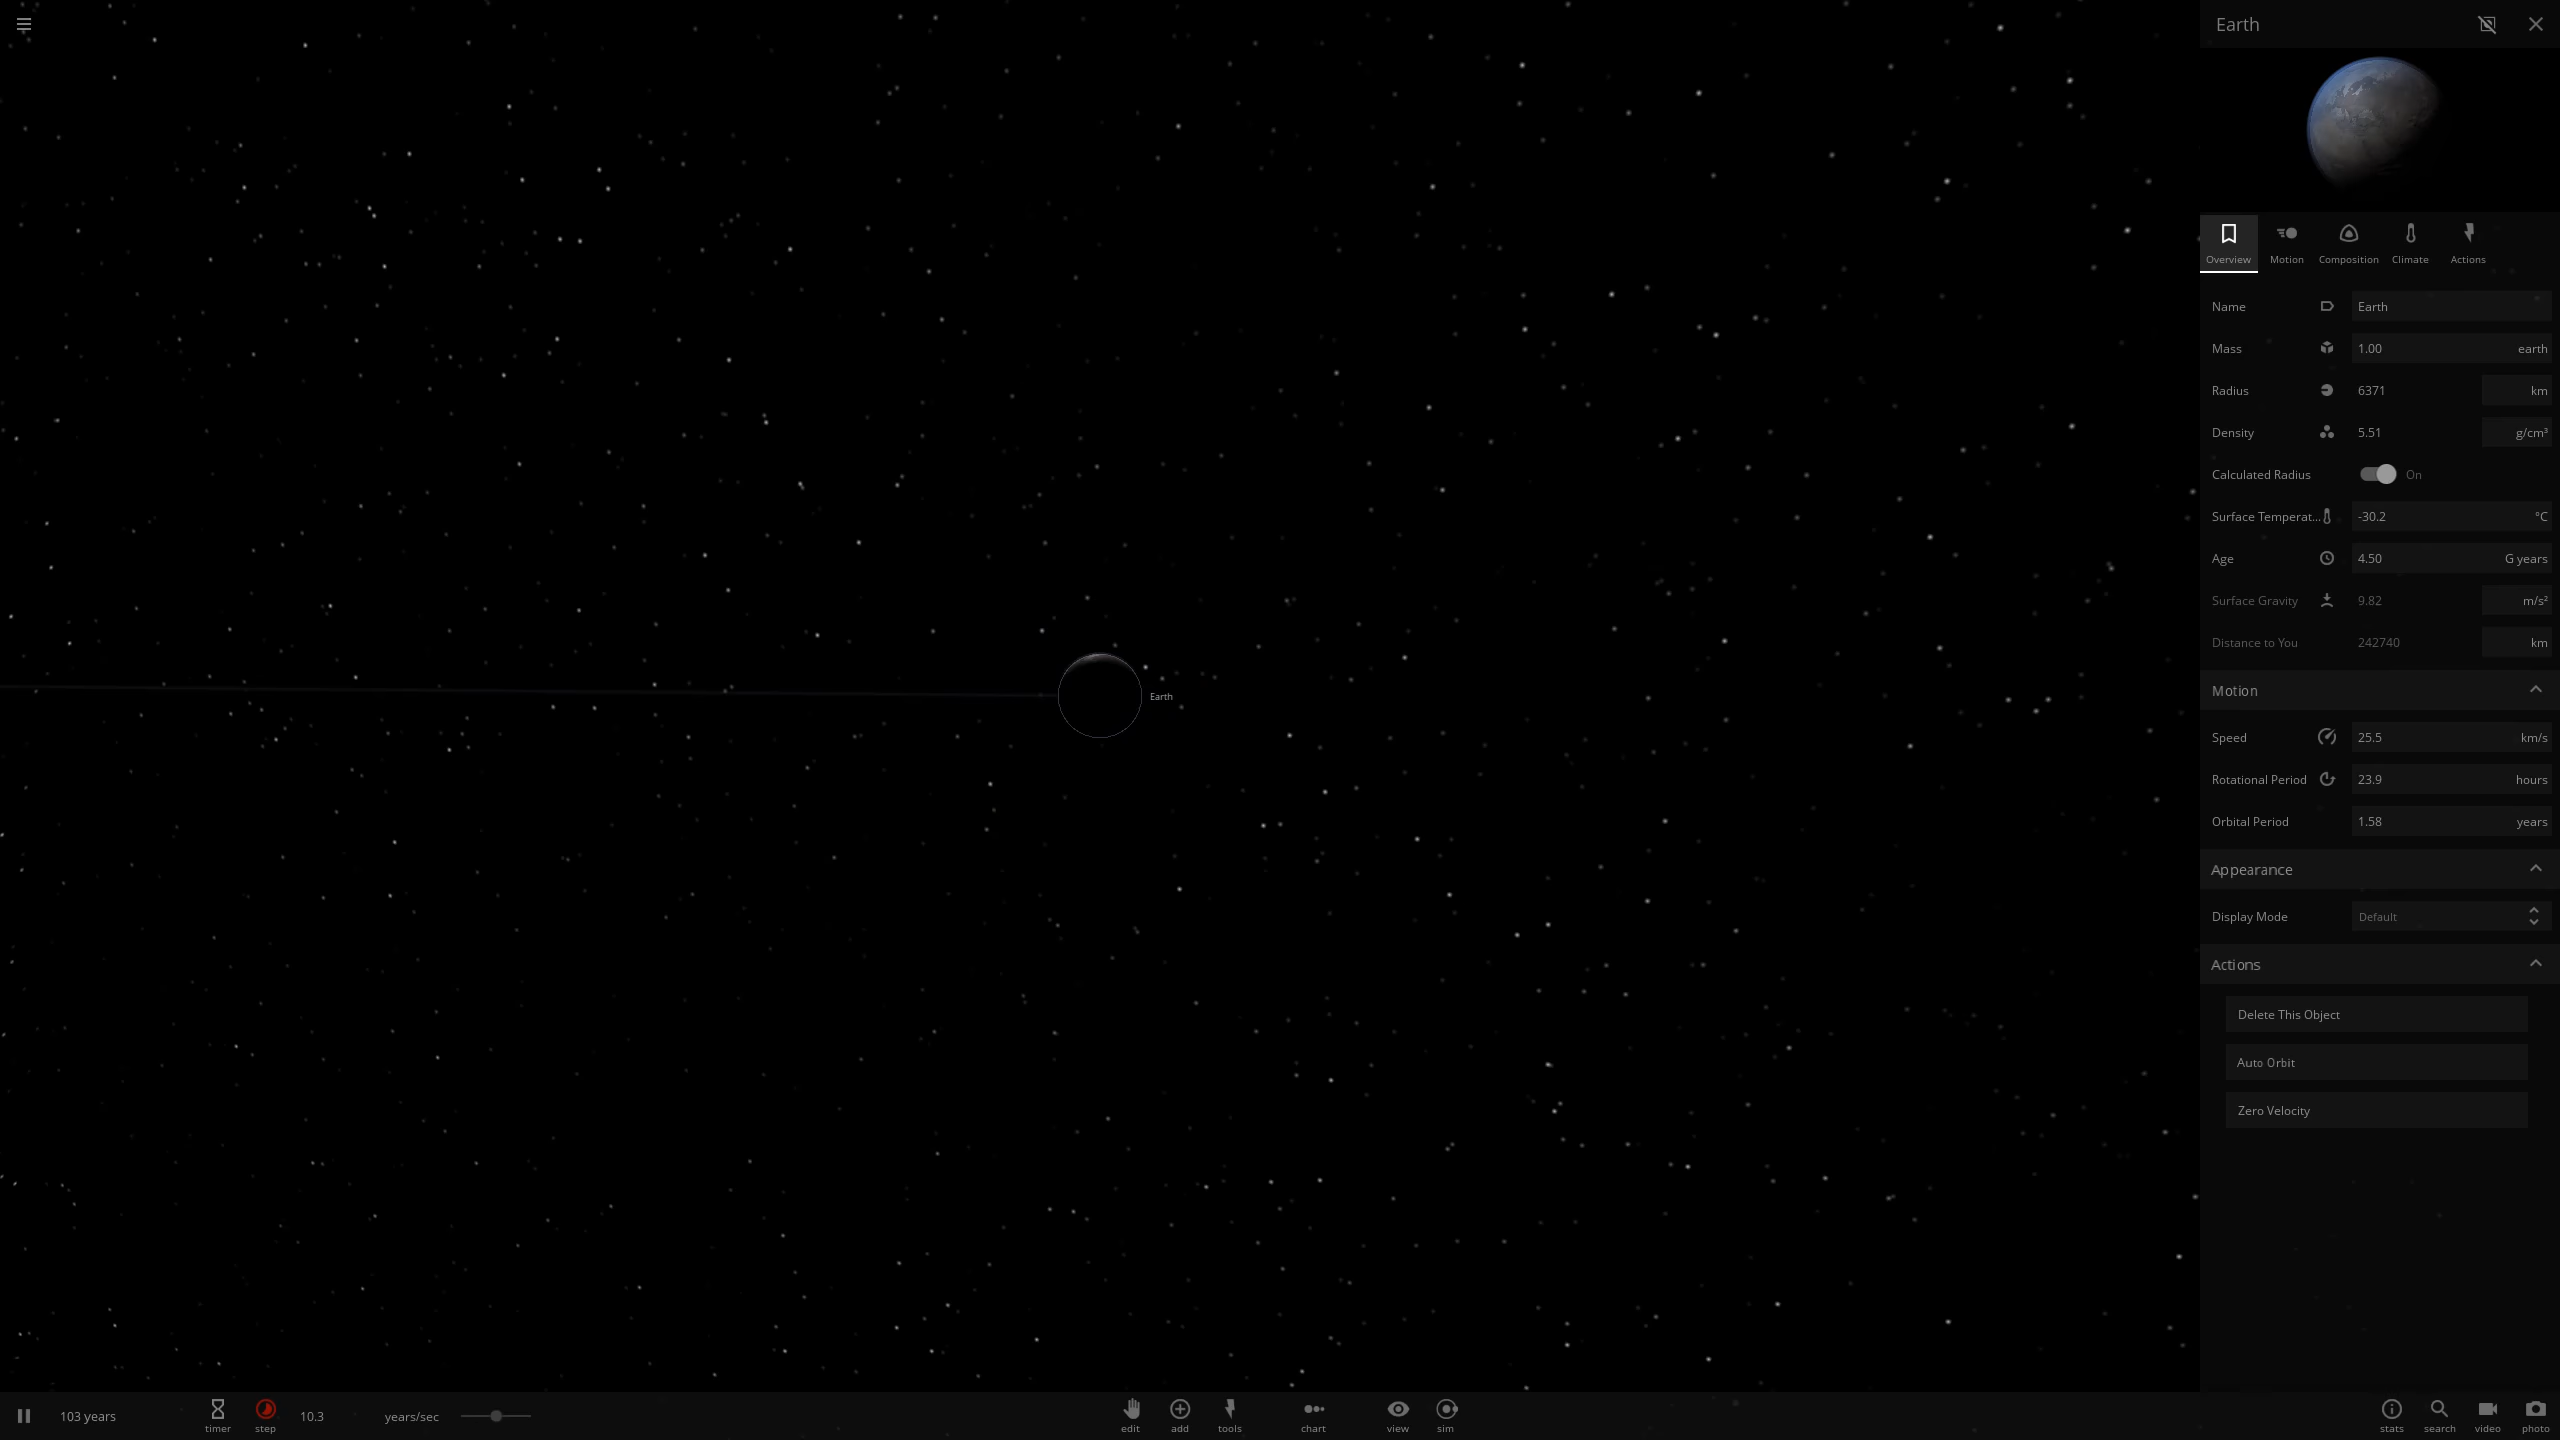 Earth
Overview
Motion
Composition
Climate
Actions
Name Earth
Mass 1.00 earth
Radius 6371 km
Density 5.51 g/cm³
Calculated Radius On
Surface Temperat... -30.2 °C
Age 4.50 G years
Surface Gravity 9.82 m/s²
Distance to You 242740 km
Motion
Speed 25.5 km/s
Rotational Period 23.9 hours
Orbital Period 1.58 years
Appearance
Display Mode Default
Actions
Delete This Object
Auto Orbit
Zero Velocity
Earth
103 years
timer
step
10.3 years/sec
edit
add
tools
chart
view
sim
stats
search
video
photo